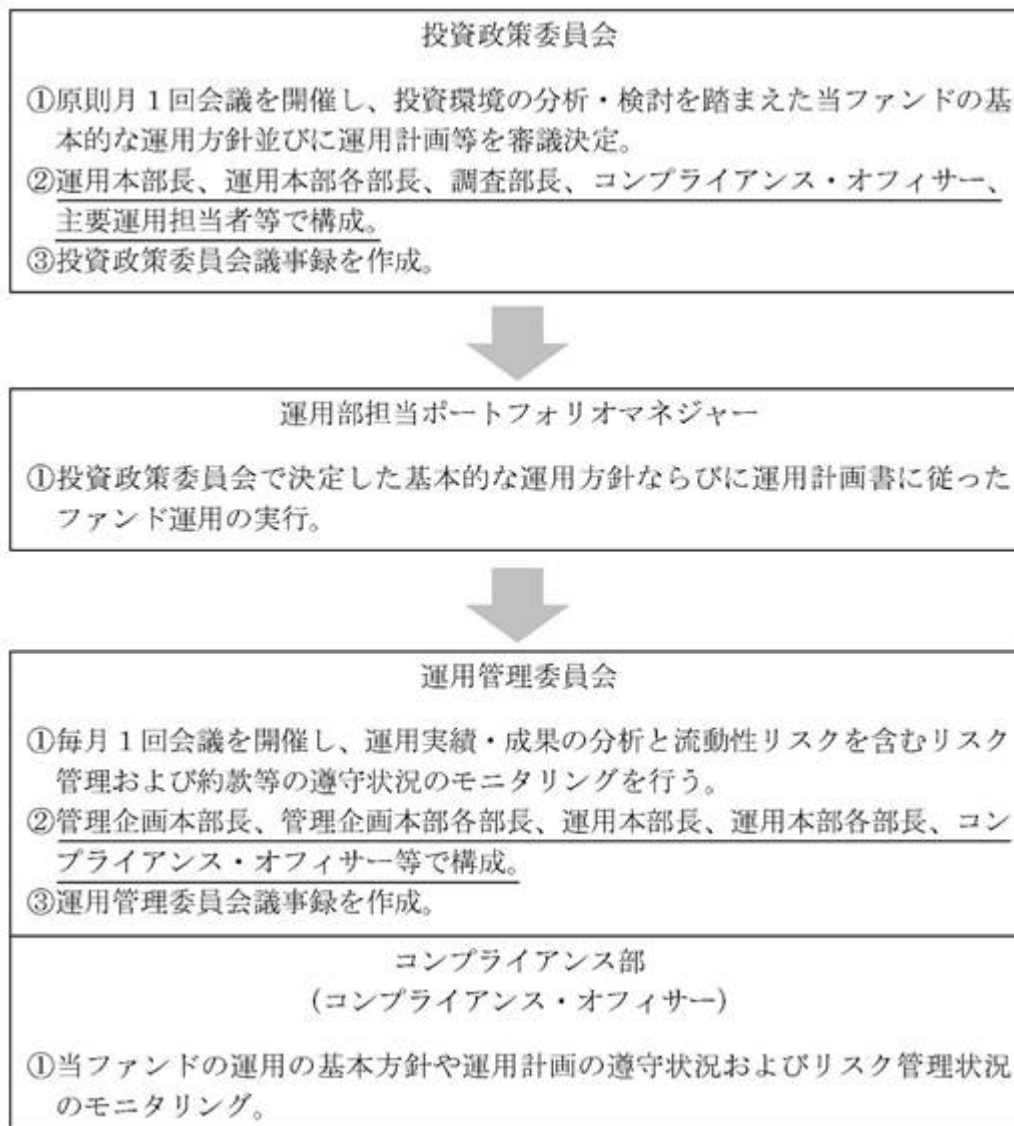 投資政策委員会
①原則月１回会議を開催し、投資環境の分析・検討を踏まえた当ファンドの基
本的な運用方針並びに運用計画等を審議決定。
②運用本部長、運用本部各部長、調査部長、コンプライアンス・オフィサー、
主要運用担当者等で構成。
③投資政策委員会議事録を作成。
運用部担当ポートフォリオマネジャー
①投資政策委員会で決定した基本的な運用方針ならびに運用計画書に従った
ファンド運用の実行。
運用管理委員会
①毎月１回会議を開催し、運用実績・成果の分析と流動性リスクを含むリスク
管理および約款等の遵守状況のモニタリングを行う。
②管理企画本部長、管理企画本部各部長、運用本部長、運用本部各部長、コン
プライアンス・オフィサー等で構成。
③運用管理委員会議事録を作成。
コンプライアンス部
（コンプライアンス・オフィサー）
①当ファンドの運用の基本方針や運用計画の遵守状況およびリスク管理状況
のモニタリング。